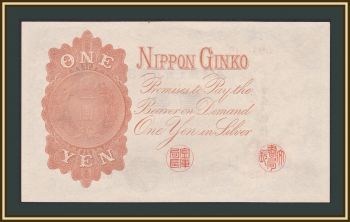 ONE
YEN
NIPPON GINKO
Promises to Pay the
Bearer on Demand
One Yen in Silver